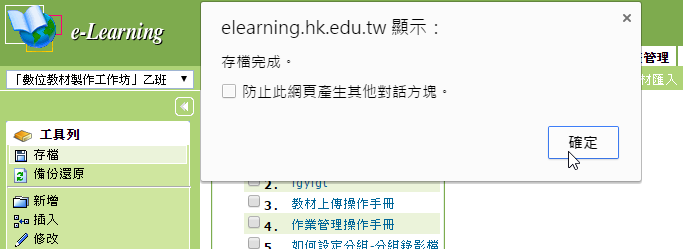 e-Learning
elearning.hk.edu.tw 顯示：
存檔完成。
防止此網頁產生其他對話方塊。
確定
管理
「數位教材製作工作坊」乙班
材匯入
工具列
存檔
備份還原
新增
插入
修改
2.
3. 教材上傳操作手冊
4. 作業管理操作手冊
5. 如何設定分組-分組錄影檔